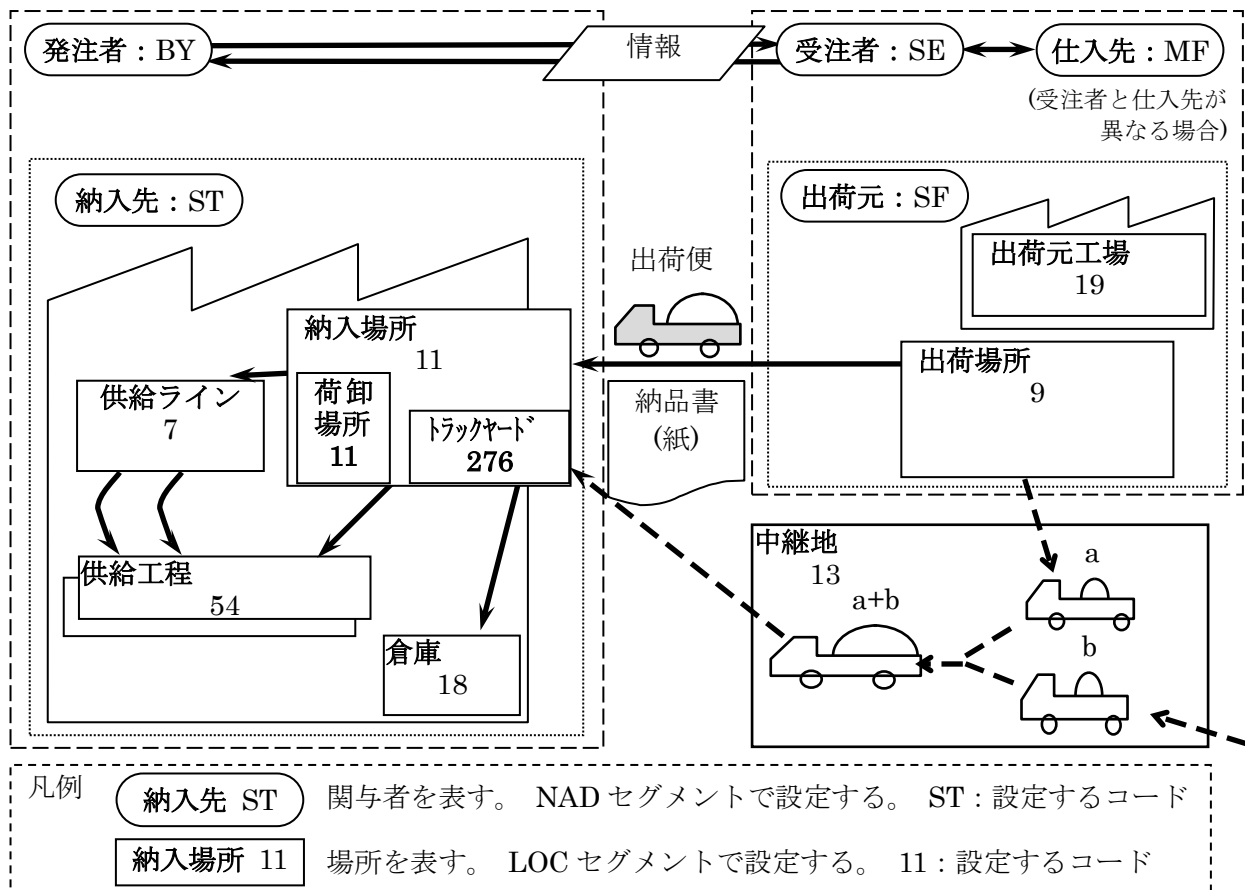 発注者：BY
情報
受注者：SE
仕入先：MF
(受注者と仕入先が
異なる場合)
納入先：ST
出荷元：SF
出荷便
出荷元工場
19
納入場所
11
出荷場所
9
供給ライン
7
荷卸
場所
11
ﾄﾗｯｸﾔｰﾄﾞ
276
納品書
(紙)
中継地
13
a
a+b
b
供給工程
54
倉庫
18
凡例
納入先 ST
関与者を表す。 NAD セグメントで設定する。 ST：設定するコード
納入場所 11
場所を表す。 LOC セグメントで設定する。 11：設定するコード